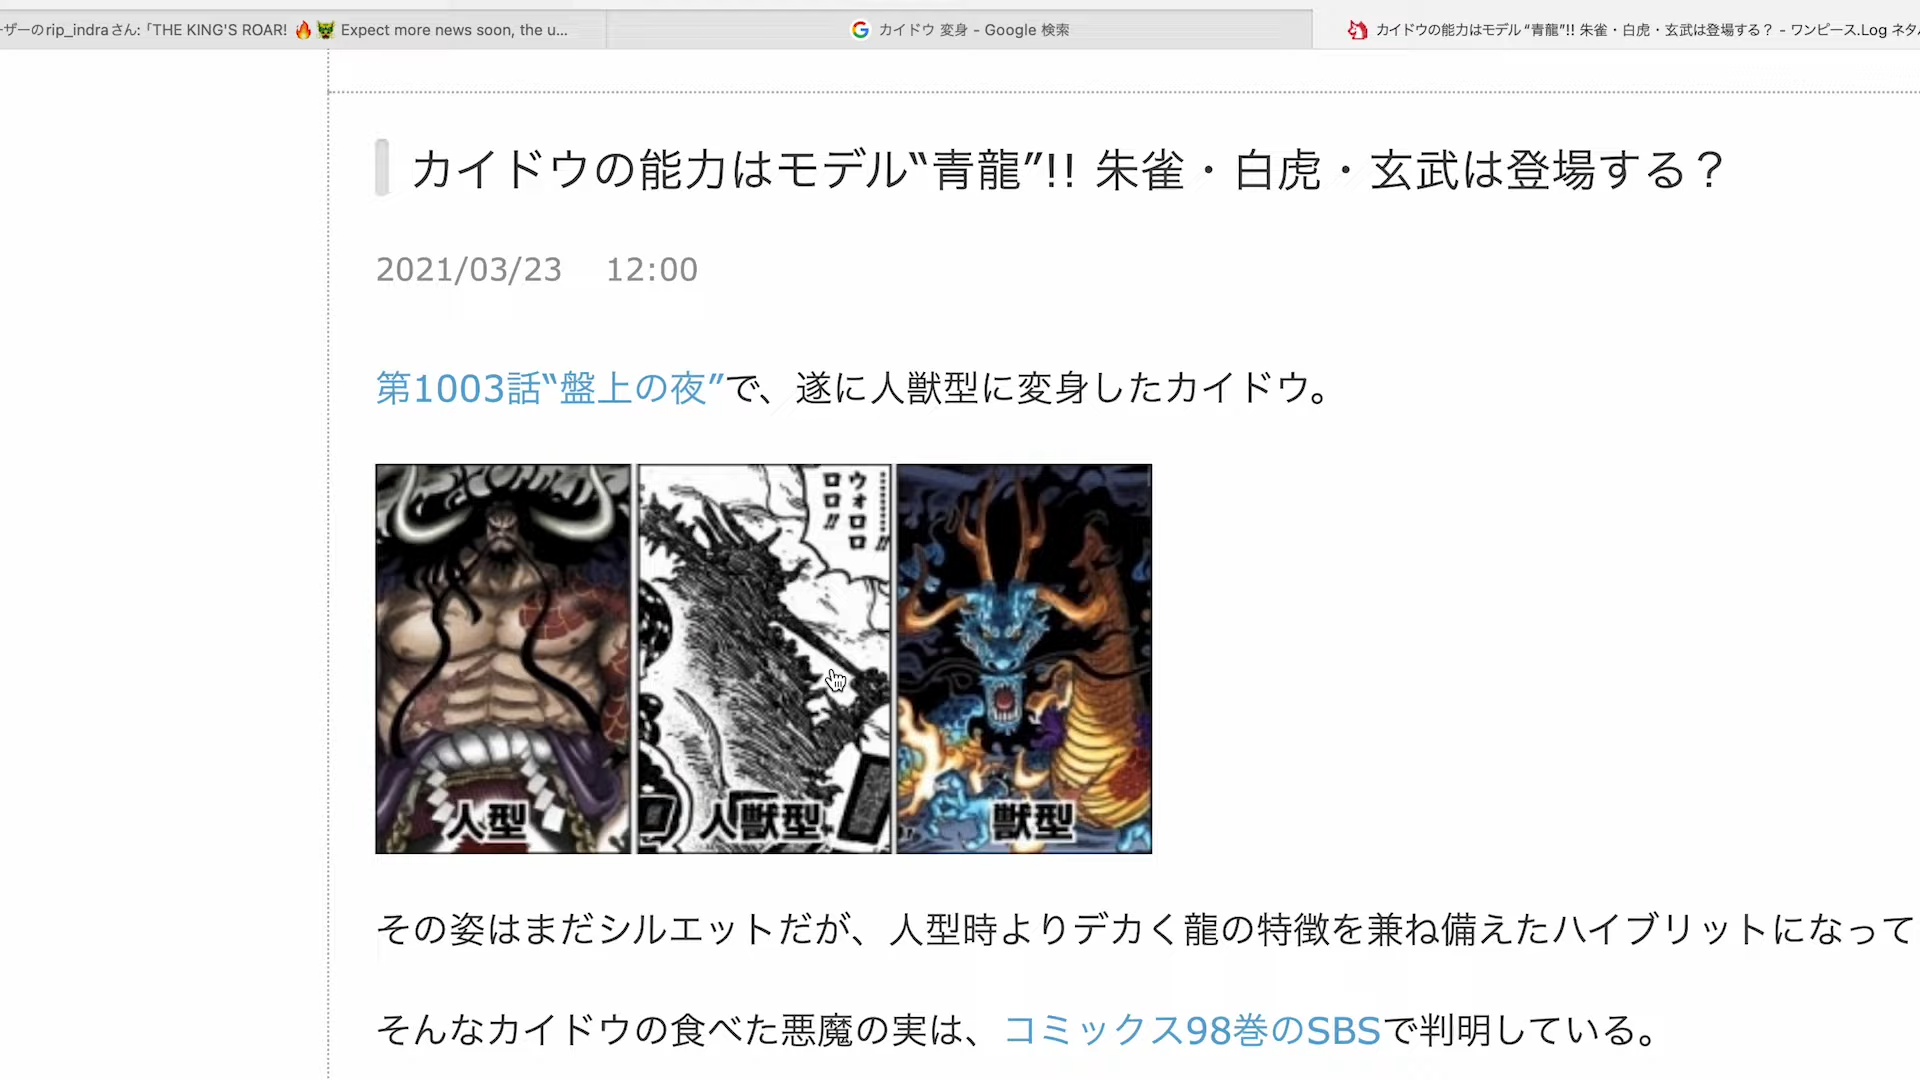 ザーのrip_indraさん:「THE KING'S ROAR! 🔥🐲 Expect more news soon, the u...
カイドウ 変身 - Google 検索
カイドウの能力はモデル“青龍”!! 朱雀・白虎・玄武は登場する? - ワンピース.Log ネタ
カイドウの能力はモデル“青龍”!! 朱雀・白虎・玄武は登場する?
2021/03/23 12:00
第1003話“盤上の夜”で、遂に人獣型に変身したカイドウ。
ウォロロ
ロロ!!
人型
人獣型
獣型
その姿はまだシルエットだが、人型時よりデカく龍の特徴を兼ね備えたハイブリットになって
そんなカイドウの食べた悪魔の実は、コミックス98巻のSBSで判明している。